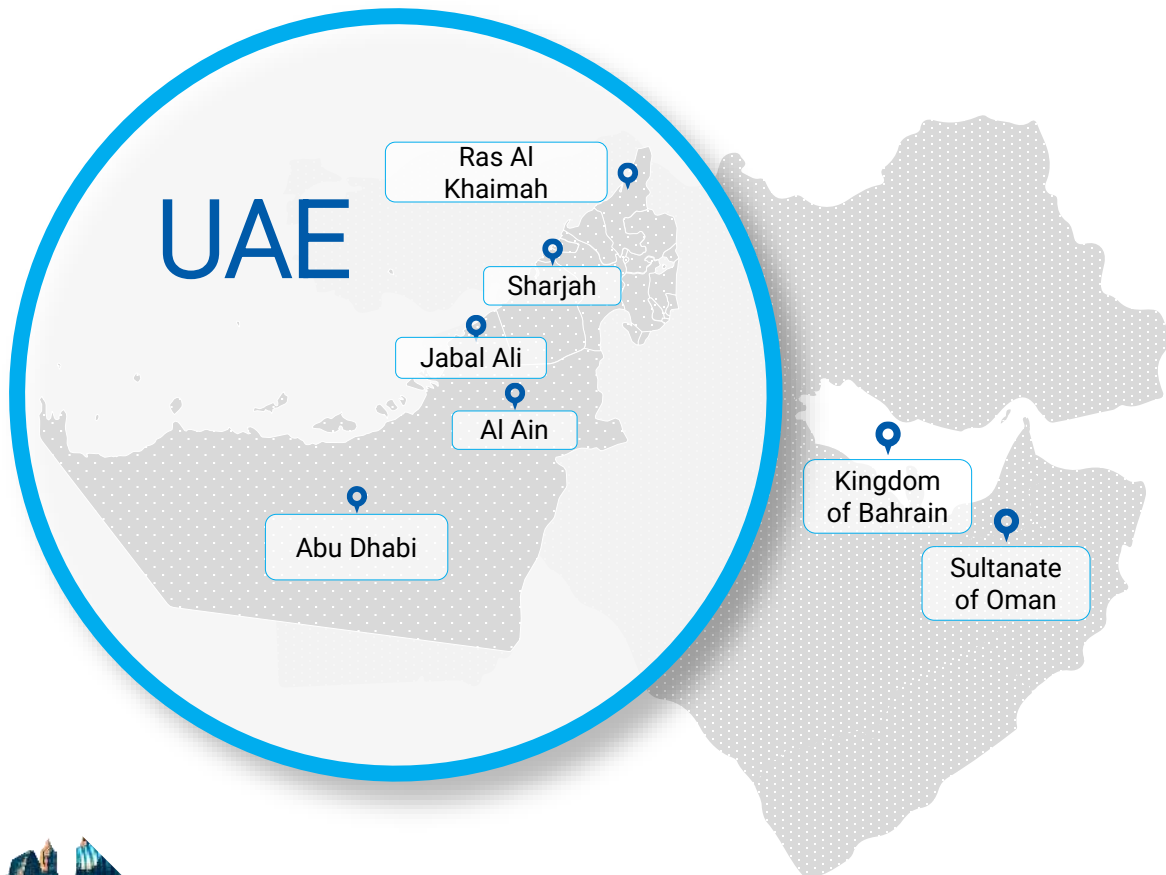 UAE
Ras Al
Khaimah
Sharjah
Jabal Ali
Al Ain
Abu Dhabi
Kingdom
of Bahrain
Sultanate
of Oman